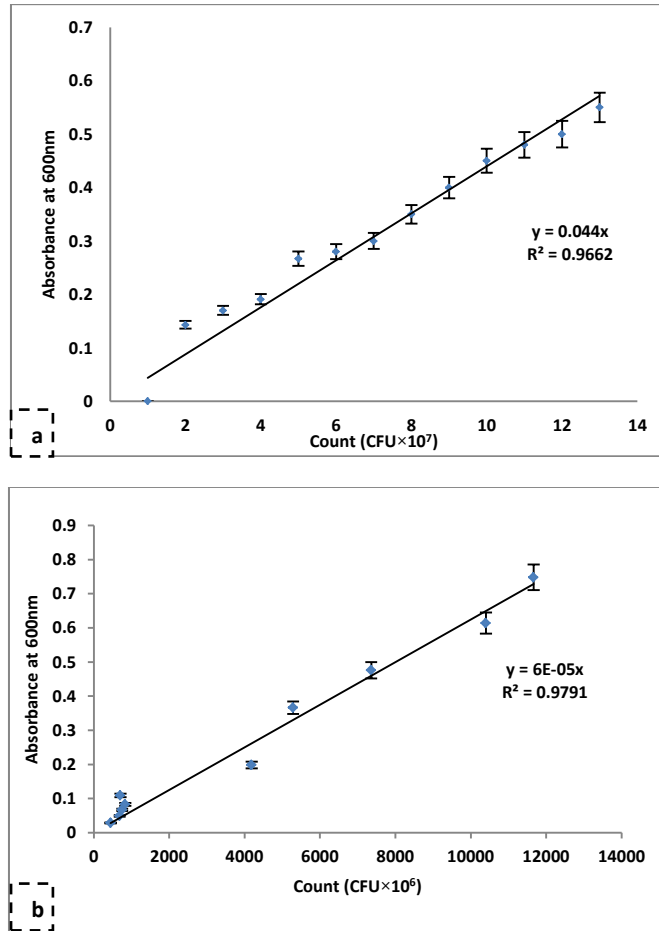 0.7
0.6
0.5
0.4
0.3
0.2
0.1
0
Absorbance at 600nm
y = 0.044x
R² = 0.9662
0 2 4 6 8 10 12 14
Count (CFU×10⁷)
a
0.9
0.8
0.7
0.6
0.5
0.4
0.3
0.2
0.1
0
Absorbance at 600nm
y = 6E-05x
R² = 0.9791
0 2000 4000 6000 8000 10000 12000 14000
Count (CFU×10⁶)
b